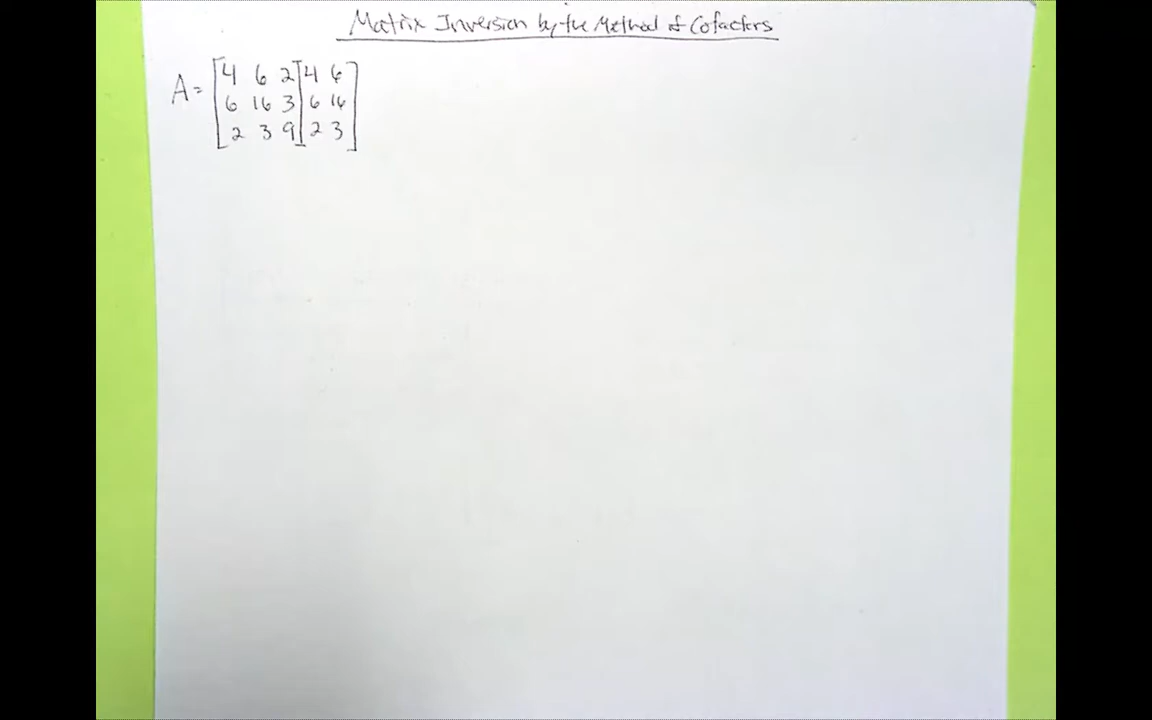 Matrix Inversion by the Method of Cofactors
A = [4 6 2] 4 6
6 16 3 6 16
2 3 9 2 3